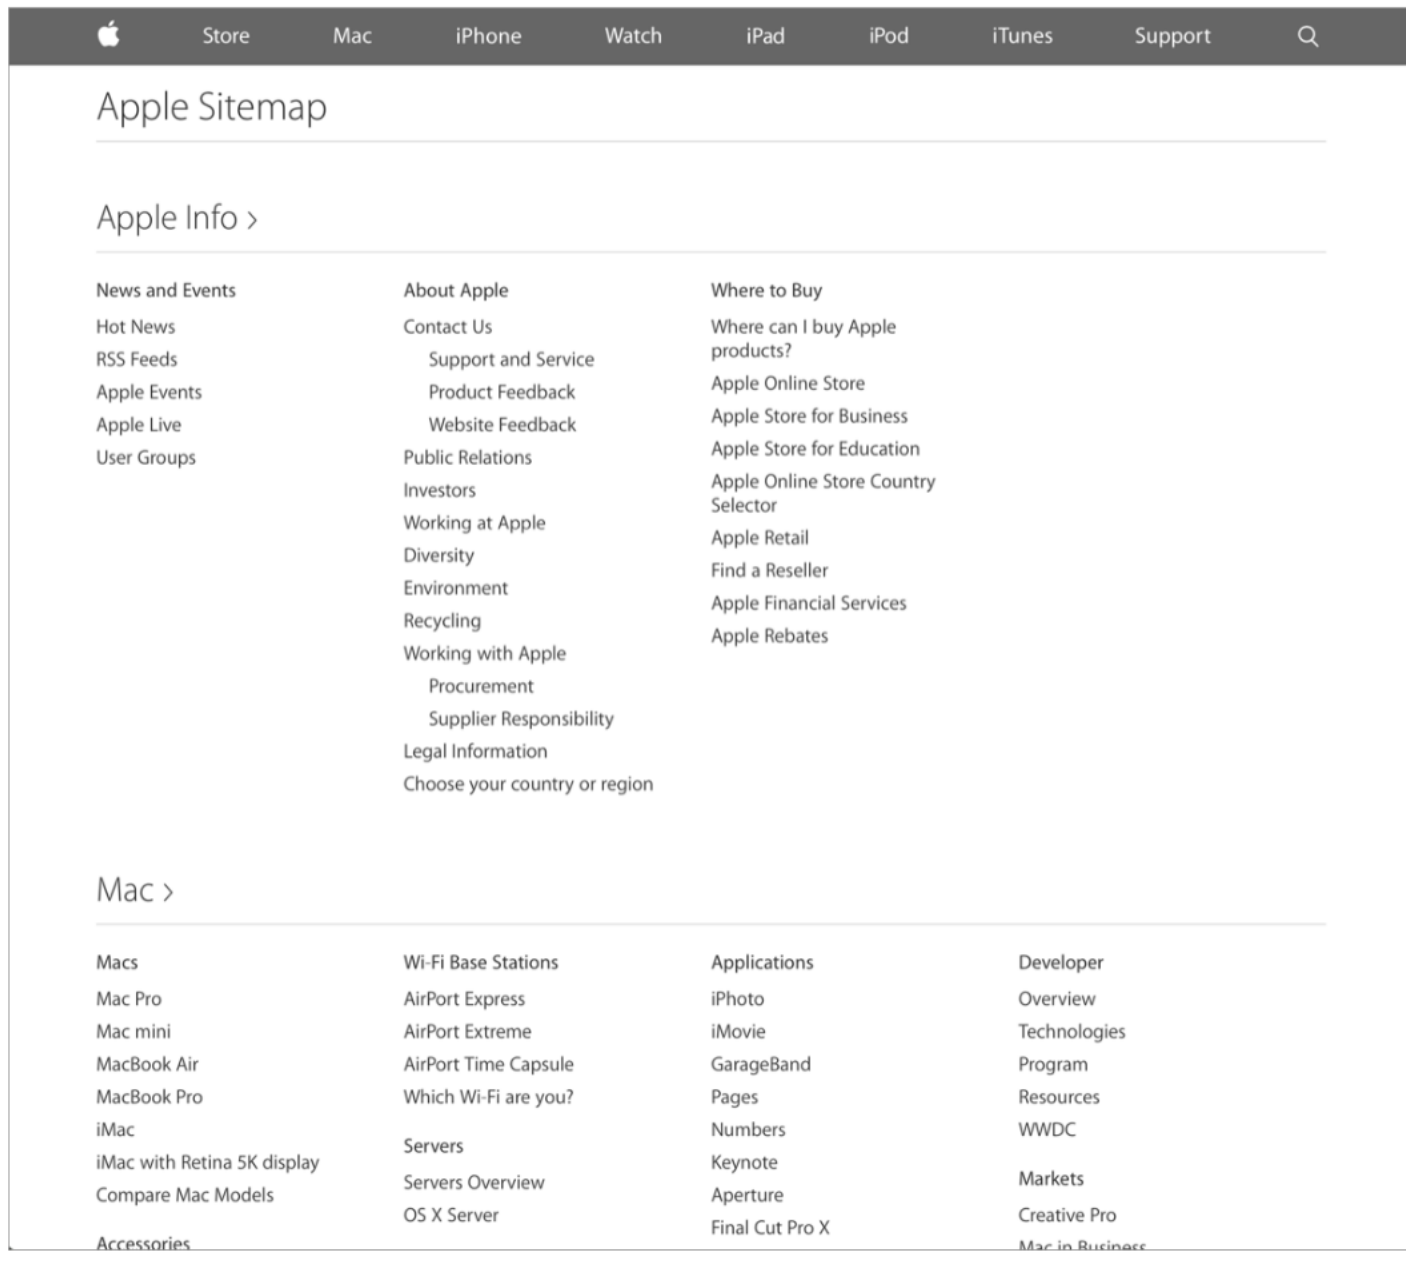 Store Mac iPhone Watch iPad iPod iTunes Support
Apple Sitemap
Apple Info >
News and Events
Hot News
RSS Feeds
Apple Events
Apple Live
User Groups
About Apple
Contact Us
Support and Service
Product Feedback
Website Feedback
Public Relations
Investors
Working at Apple
Diversity
Environment
Recycling
Working with Apple
Procurement
Supplier Responsibility
Legal Information
Choose your country or region
Where to Buy
Where can I buy Apple
products?
Apple Online Store
Apple Store for Business
Apple Store for Education
Apple Online Store Country
Selector
Apple Retail
Find a Reseller
Apple Financial Services
Apple Rebates
Mac >
Macs
Mac Pro
Mac mini
MacBook Air
MacBook Pro
iMac
iMac with Retina 5K display
Compare Mac Models
Accessories
Wi-Fi Base Stations
AirPort Express
AirPort Extreme
AirPort Time Capsule
Which Wi-Fi are you?
Servers
Servers Overview
OS X Server
Applications
iPhoto
iMovie
GarageBand
Pages
Numbers
Keynote
Aperture
Final Cut Pro X
Developer
Overview
Technologies
Program
Resources
WWDC
Markets
Creative Pro
Mac in Business